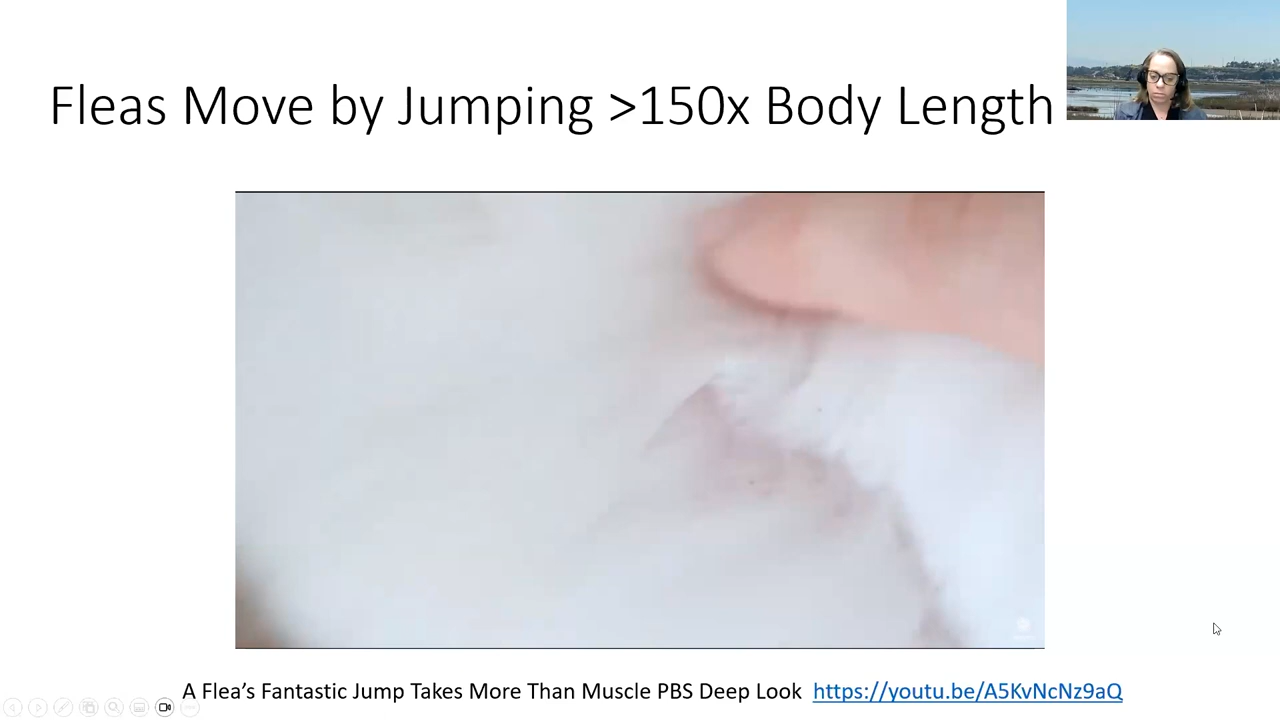 Fleas Move by Jumping >150x Body Length
A Flea’s Fantastic Jump Takes More Than Muscle PBS Deep Look https://youtu.be/A5KvNcNz9aQ